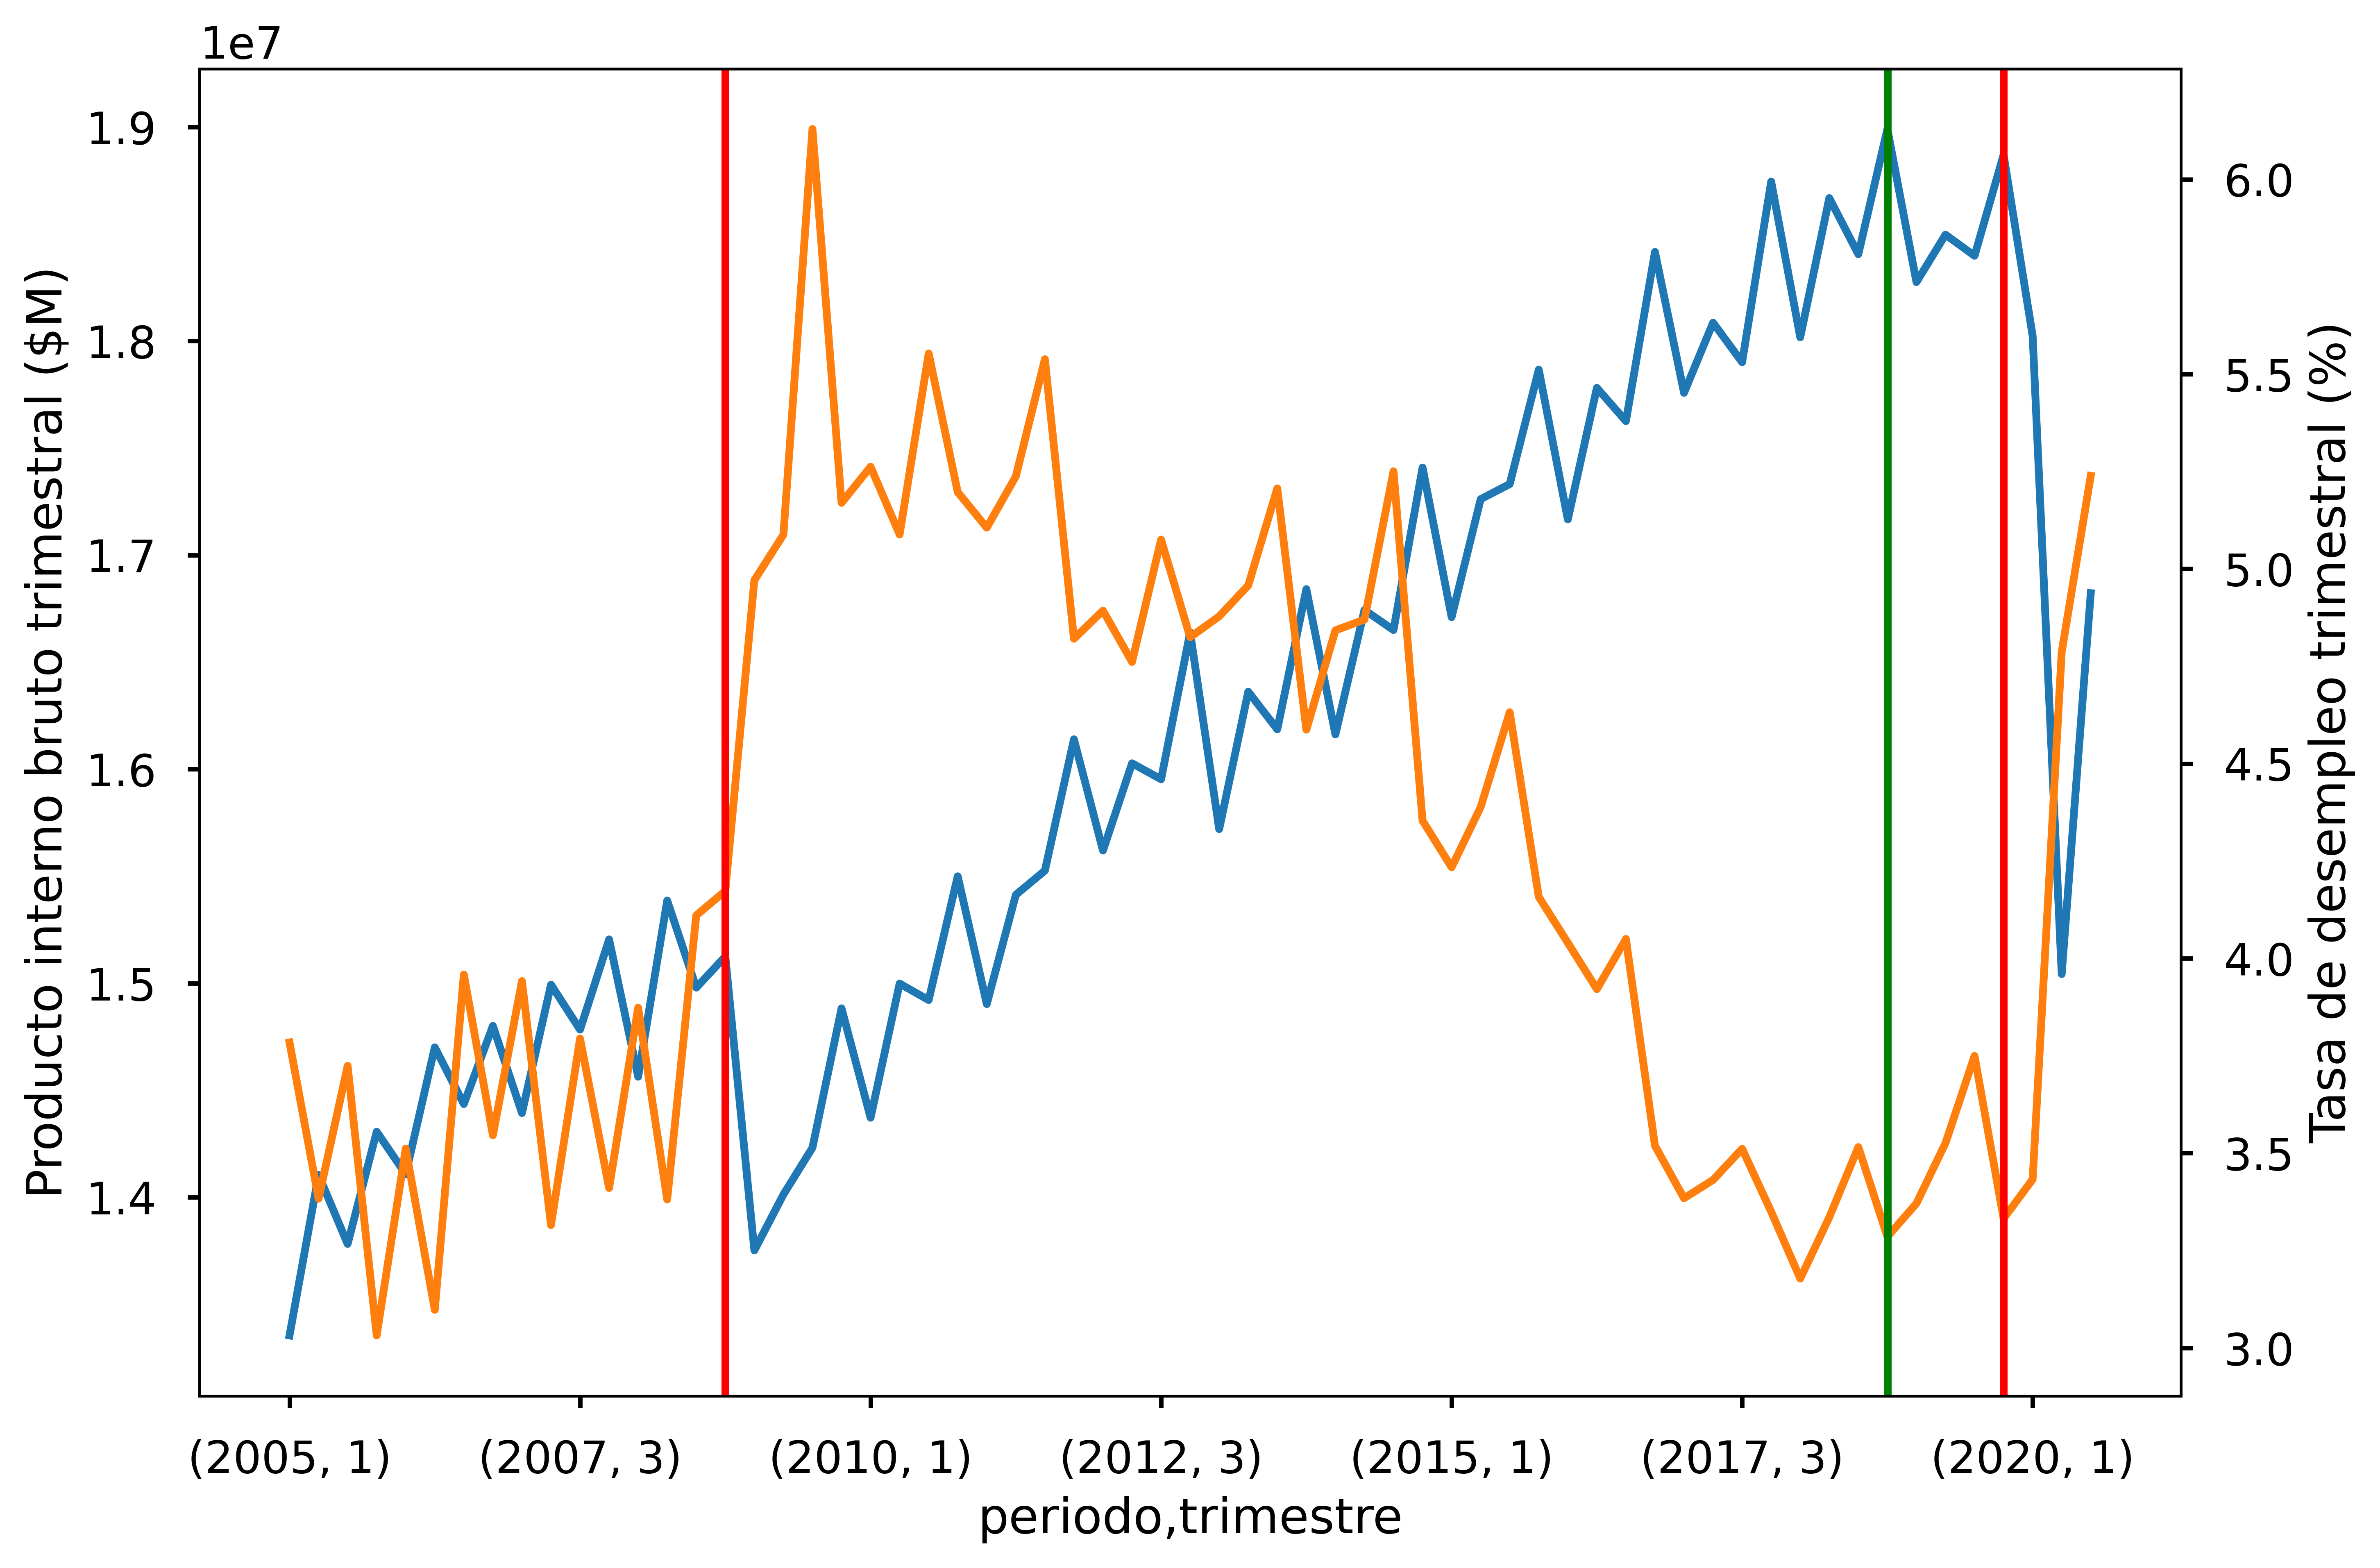 1e7
1.9
1.8
1.7
1.6
1.5
1.4
Producto interno bruto trimestral ($M)
6.0
5.5
5.0
4.5
4.0
3.5
3.0
Tasa de desempleo trimestral (%)
(2005, 1) (2007, 3) (2010, 1) (2012, 3) (2015, 1) (2017, 3) (2020, 1)
periodo,trimestre